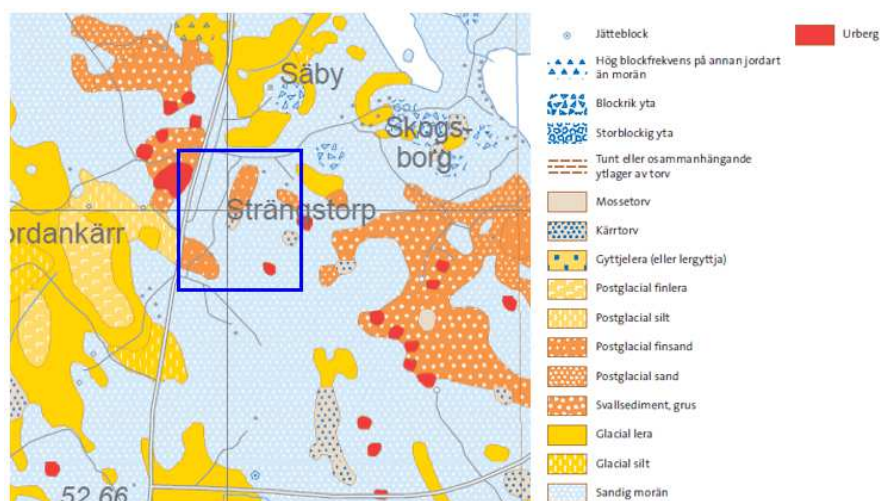 Säby
Skogs-
borg
Strängstorp
ordankärr
52 66
Jätteblock
Hög blockfrekvens på annan jordart
än morän
Blockrik yta
Storblockig yta
Tunt eller osammanhängande
ytlager av torv
Mossetorv
Kärrtorv
Gyttjelera (eller lergyttja)
Postglacial finlera
Postglacial silt
Postglacial finsand
Postglacial sand
Svallsediment, grus
Glacial lera
Glacial silt
Sandig morän
Urberg